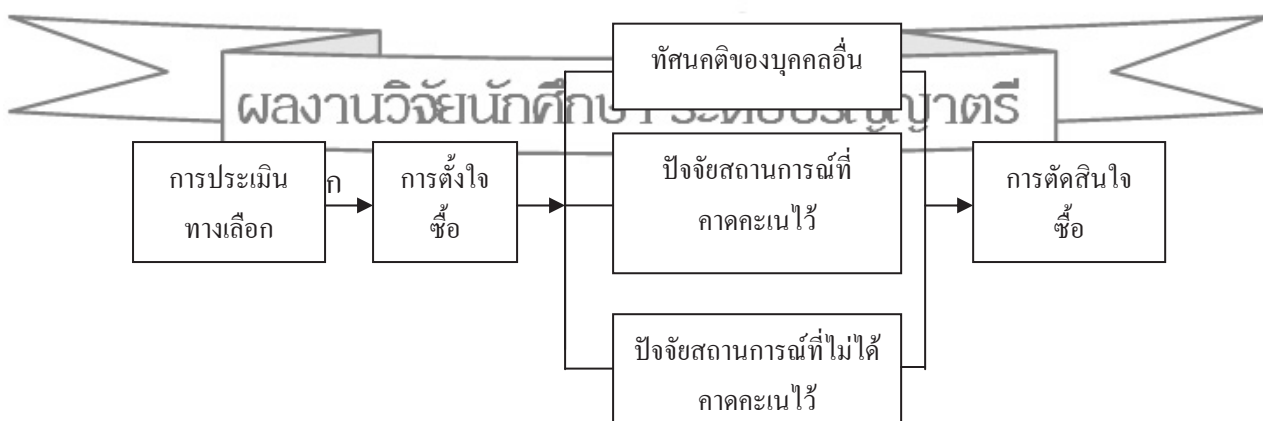 ทัศนคติของบุคคลอื่น
ผลงานวิจัยนักศึกษา ระดับปริญญาตรี
การประเมิน
ทางเลือก
ก
การตั้งใจ
ซื้อ
ปัจจัยสถานการณ์ที่
คาดคะเนไว้
การตัดสินใจ
ซื้อ
ปัจจัยสถานการณ์ที่ไม่ได้
คาดคะเนไว้